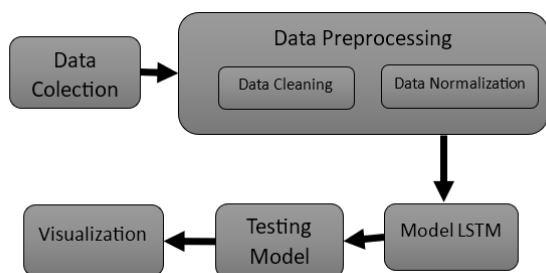 Data
Colection
Data Preprocessing
Data Cleaning
Data Normalization
Model LSTM
Testing
Model
Visualization